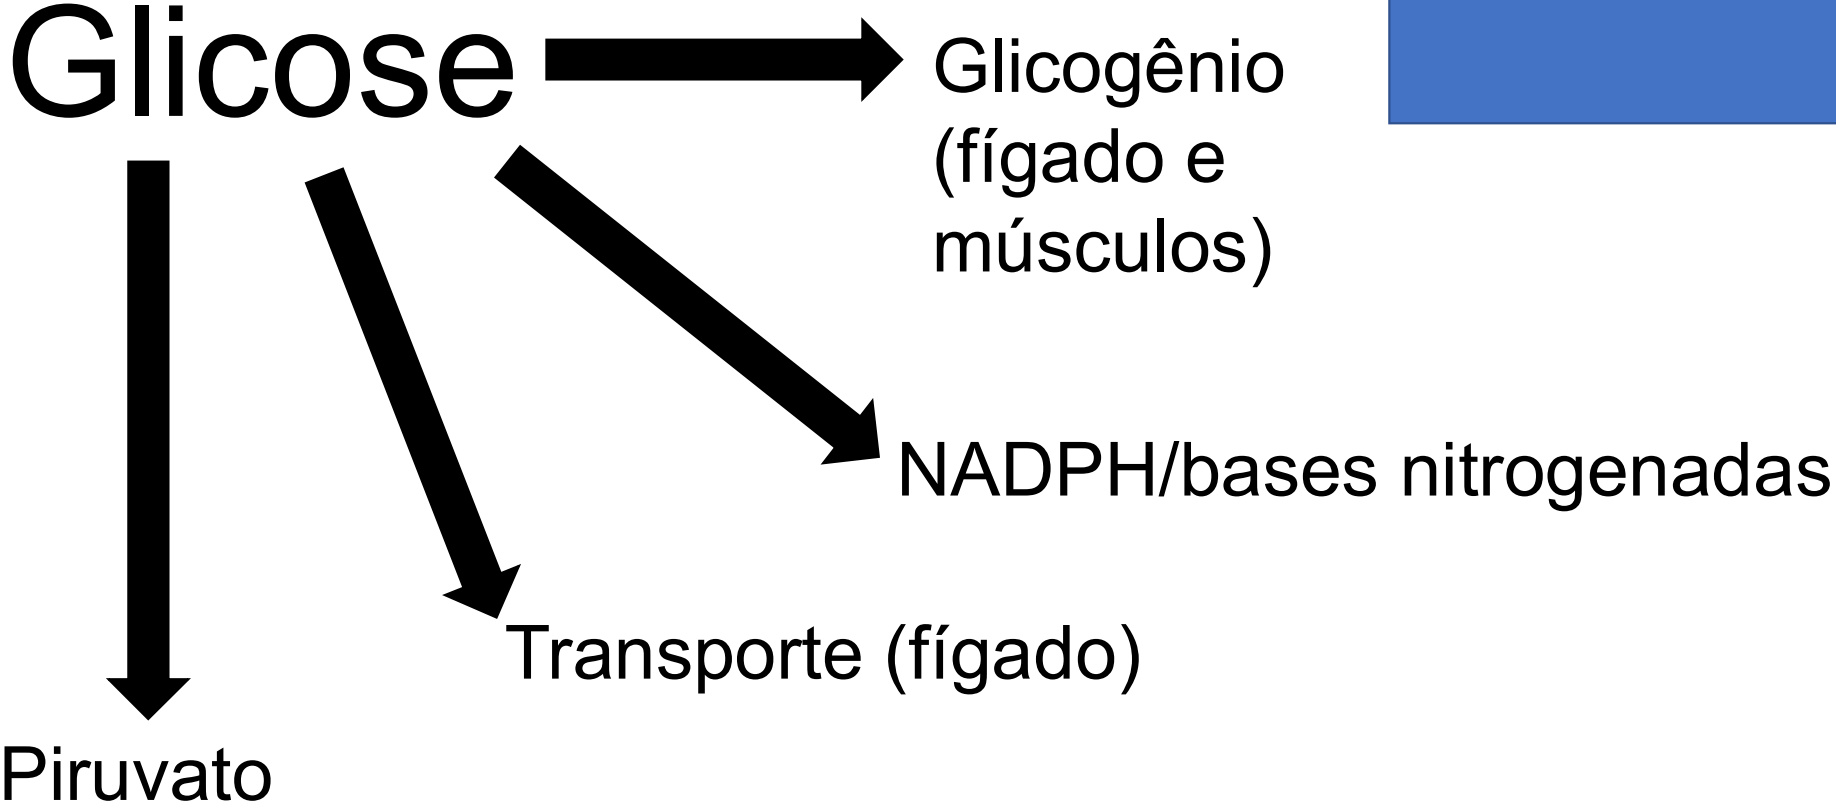 Glicose
Glicogênio
(fígado e
músculos)
NADPH/bases nitrogenadas
Transporte (fígado)
Piruvato